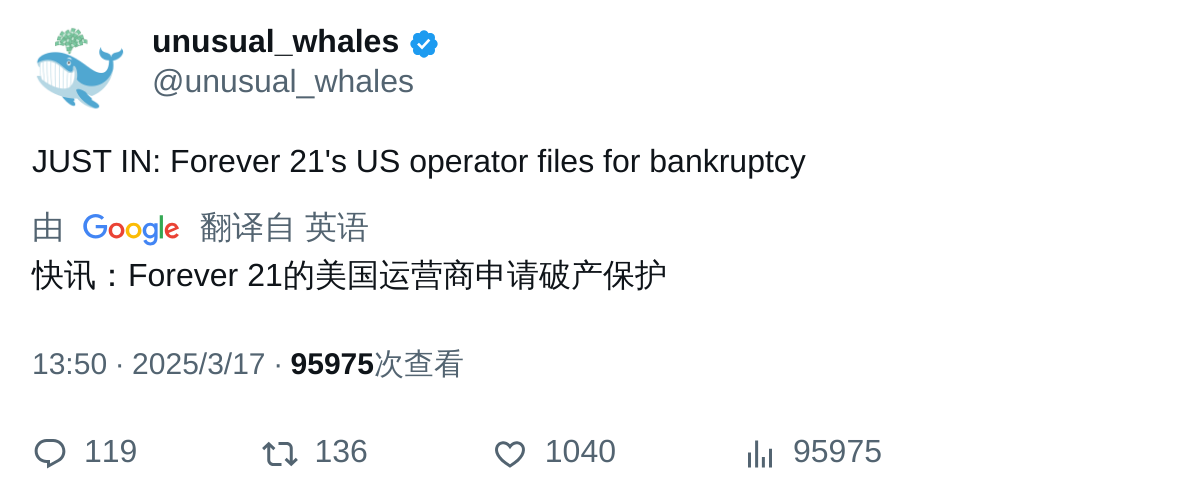 unusual_whales
@unusual_whales
JUST IN: Forever 21's US operator files for bankruptcy
由 Google 翻译自 英语
快讯：Forever 21的美国运营商申请破产保护
13:50 · 2025/3/17 · 95975次查看
119 136 1040 95975